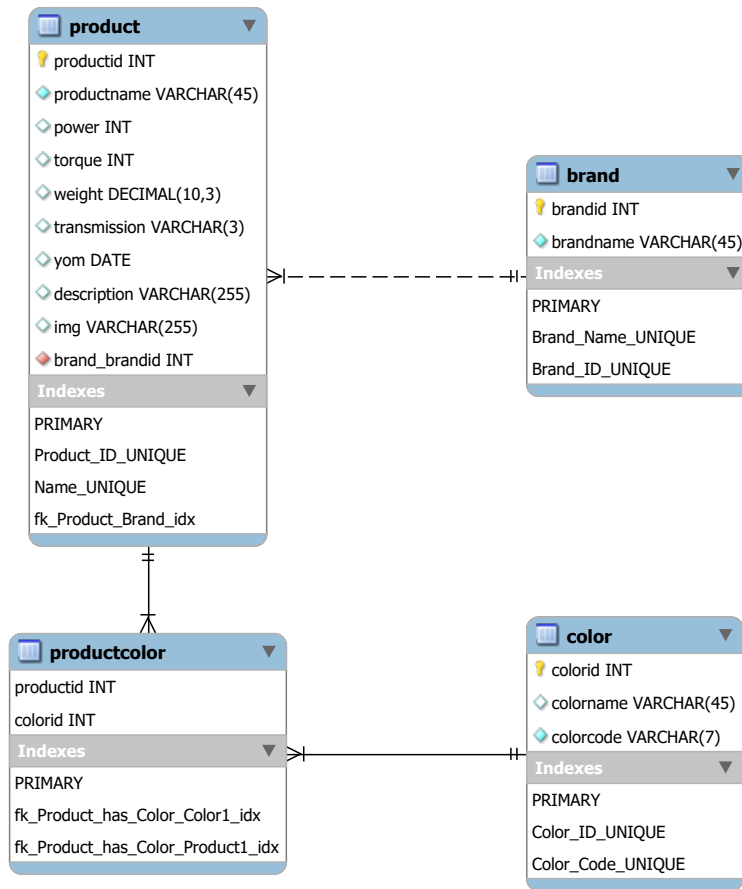 product
productid INT
productname VARCHAR(45)
power INT
torque INT
weight DECIMAL(10,3)
transmission VARCHAR(3)
yom DATE
description VARCHAR(255)
img VARCHAR(255)
brand_brandid INT
Indexes
PRIMARY
Product_ID_UNIQUE
Name_UNIQUE
fk_Product_Brand_idx
brand
brandid INT
brandname VARCHAR(45)
Indexes
PRIMARY
Brand_Name_UNIQUE
Brand_ID_UNIQUE
productcolor
productid INT
colorid INT
Indexes
PRIMARY
fk_Product_has_Color_Color1_idx
fk_Product_has_Color_Product1_idx
color
colorid INT
colorname VARCHAR(45)
colorcode VARCHAR(7)
Indexes
PRIMARY
Color_ID_UNIQUE
Color_Code_UNIQUE